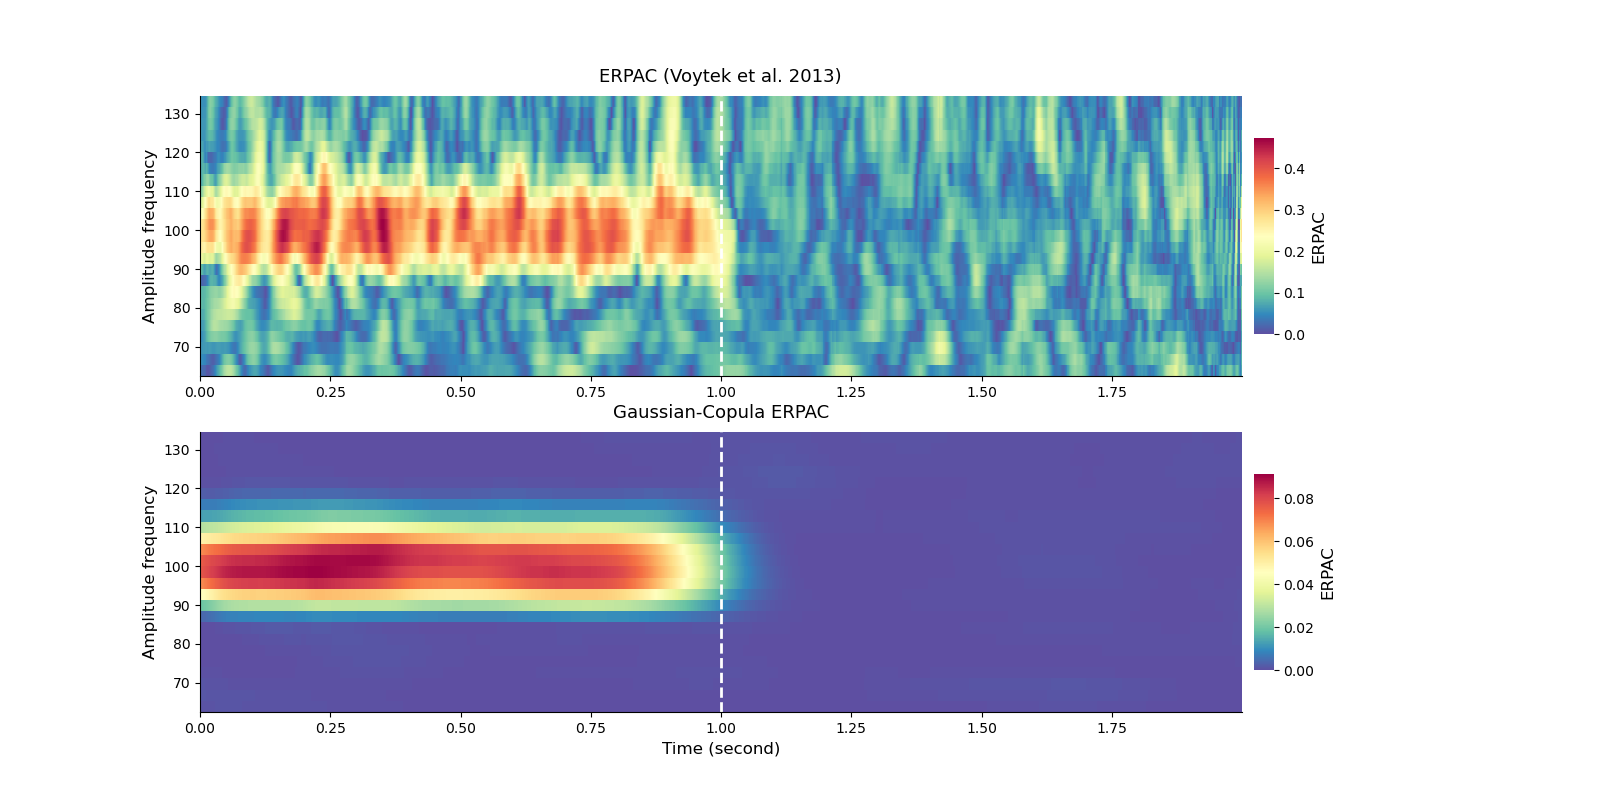 ERPAC (Voytek et al. 2013)
Amplitude frequency
130
120
110
100
90
80
70
0.00 0.25 0.50 0.75 1.00 1.25 1.50 1.75
0.4
0.3
0.2
0.1
0.0
ERPAC
Gaussian-Copula ERPAC
Amplitude frequency
130
120
110
100
90
80
70
0.00 0.25 0.50 0.75 1.00 1.25 1.50 1.75
Time (second)
0.08
0.06
0.04
0.02
0.00
ERPAC